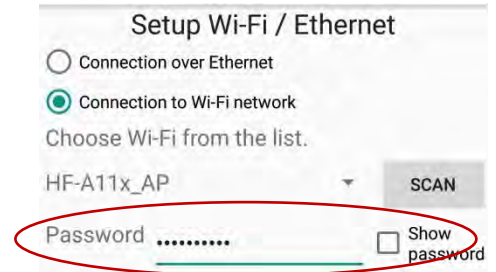 Setup Wi-Fi / Ethernet
Connection over Ethernet
Connection to Wi-Fi network
Choose Wi-Fi from the list.
HF-A11x_AP SCAN
Password •••••••••• Show
password